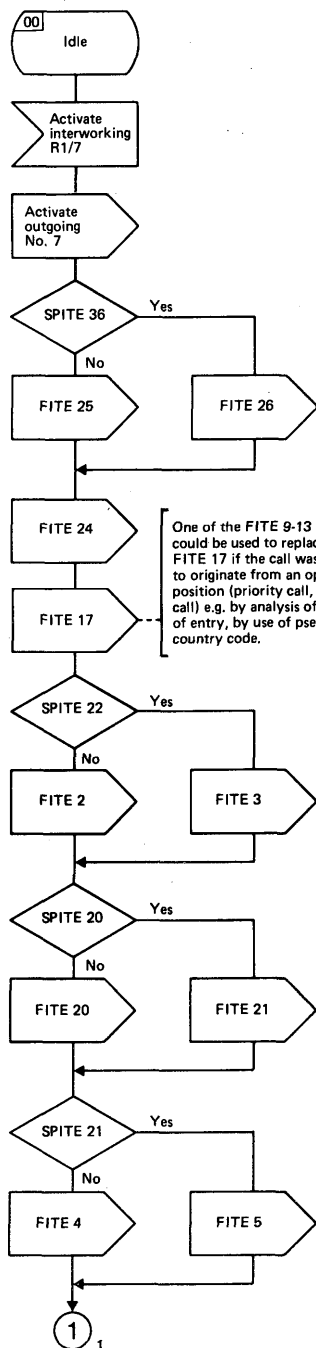 00
Idle
Activate
interworking
R1/7
Activate
outgoing
No. 7
SPITE 36
Yes
No
FITE 25
FITE 26
FITE 24
FITE 17
One of the FITE 9-13
could be used to replac
FITE 17 if the call was
to originate from an op
position (priority call,
call) e.g. by analysis of
of entry, by use of pse
country code.
SPITE 22
Yes
No
FITE 2
FITE 3
SPITE 20
Yes
No
FITE 20
FITE 21
SPITE 21
Yes
No
FITE 4
FITE 5
1
1